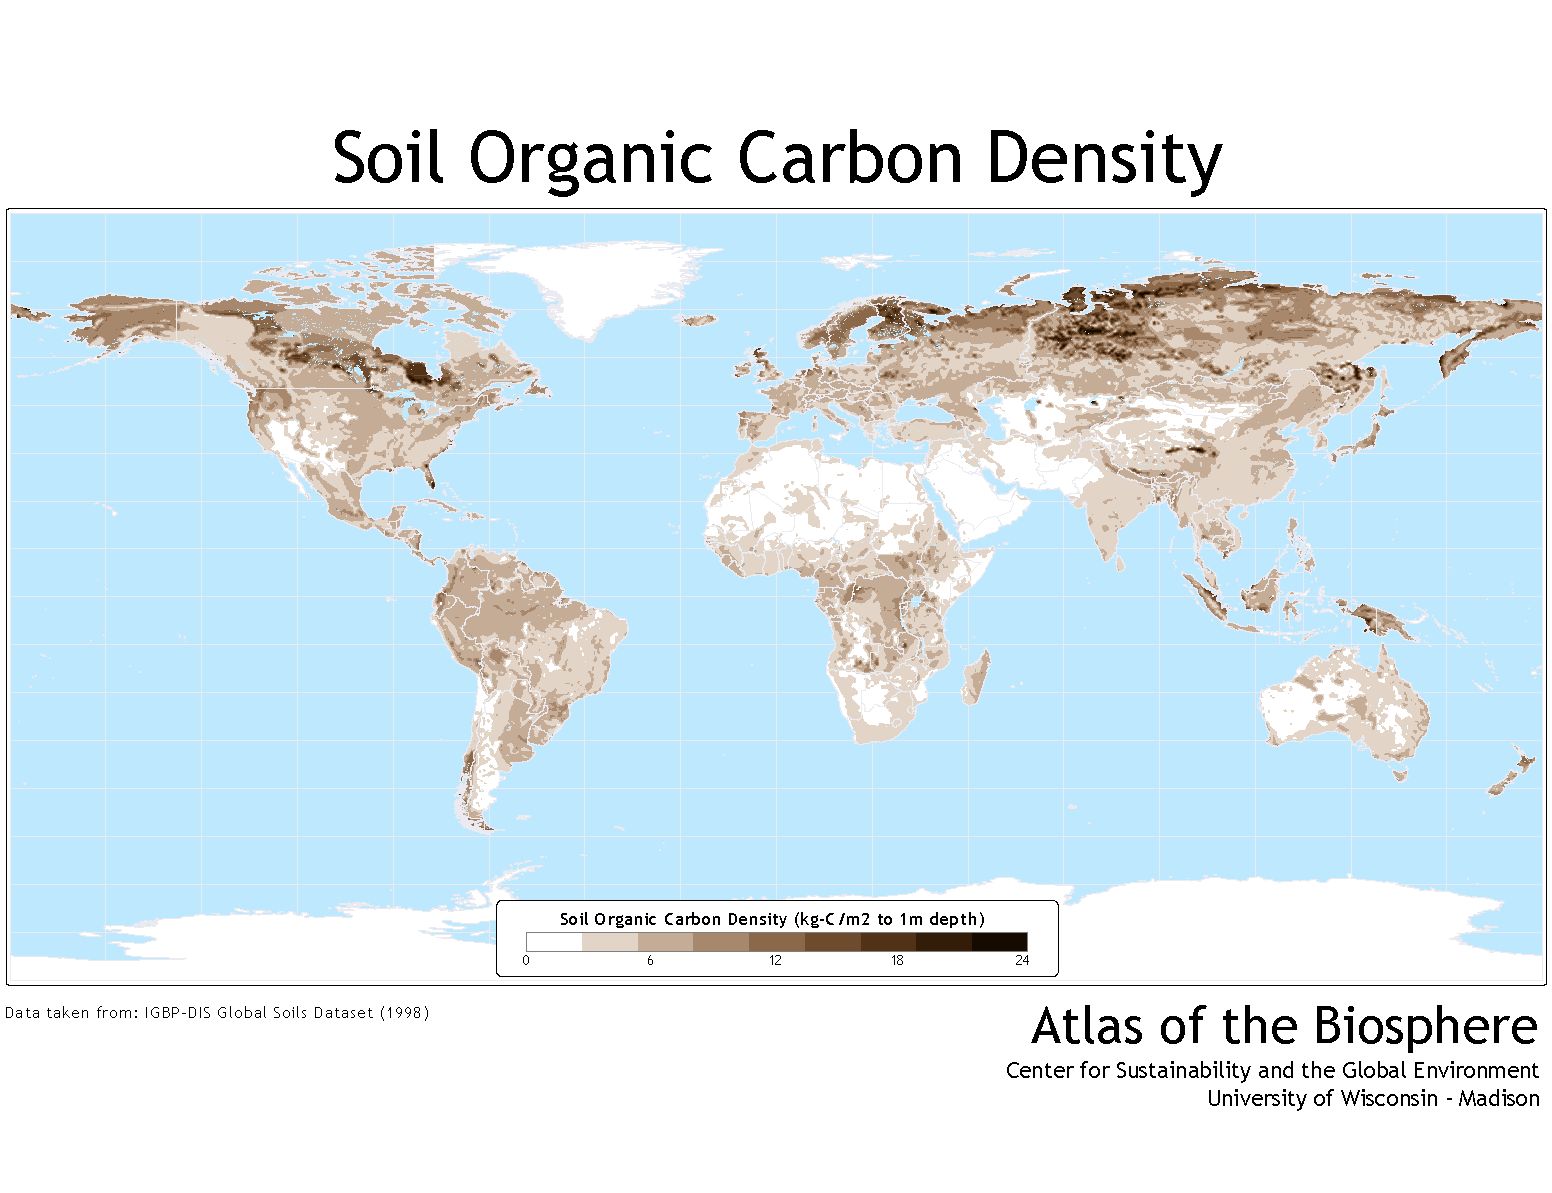 Soil Organic Carbon Density
Soil Organic Carbon Density (kg-C/m2 to 1m depth)
0 6 12 18 24
Data taken from: IGBP-DIS Global Soils Dataset (1998)
Atlas of the Biosphere
Center for Sustainability and the Global Environment
University of Wisconsin - Madison